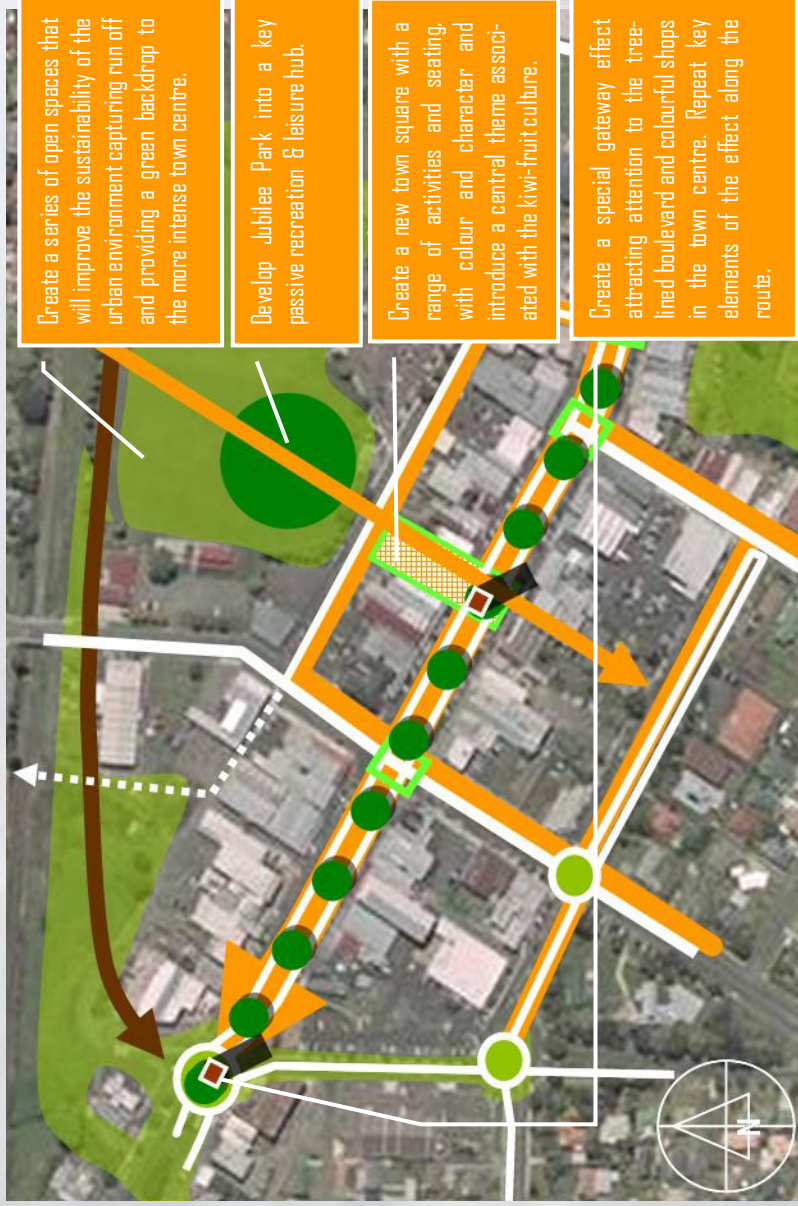 Create a series of open spaces that
will improve the sustainability of the
urban environment capturing run off
and providing a green backdrop to
the more intense town centre.
Develop Jubilee Park into a key
passive recreation & leisure hub.
Create a new town square with a
range of activities and seating,
with colour and character and
introduce a central theme associ-
ated with the kiwi-fruit culture.
Create a special gateway effect
attracting attention to the tree-
lined boulevard and colourful shops
in the town centre. Repeat key
elements of the effect along the
route.
N